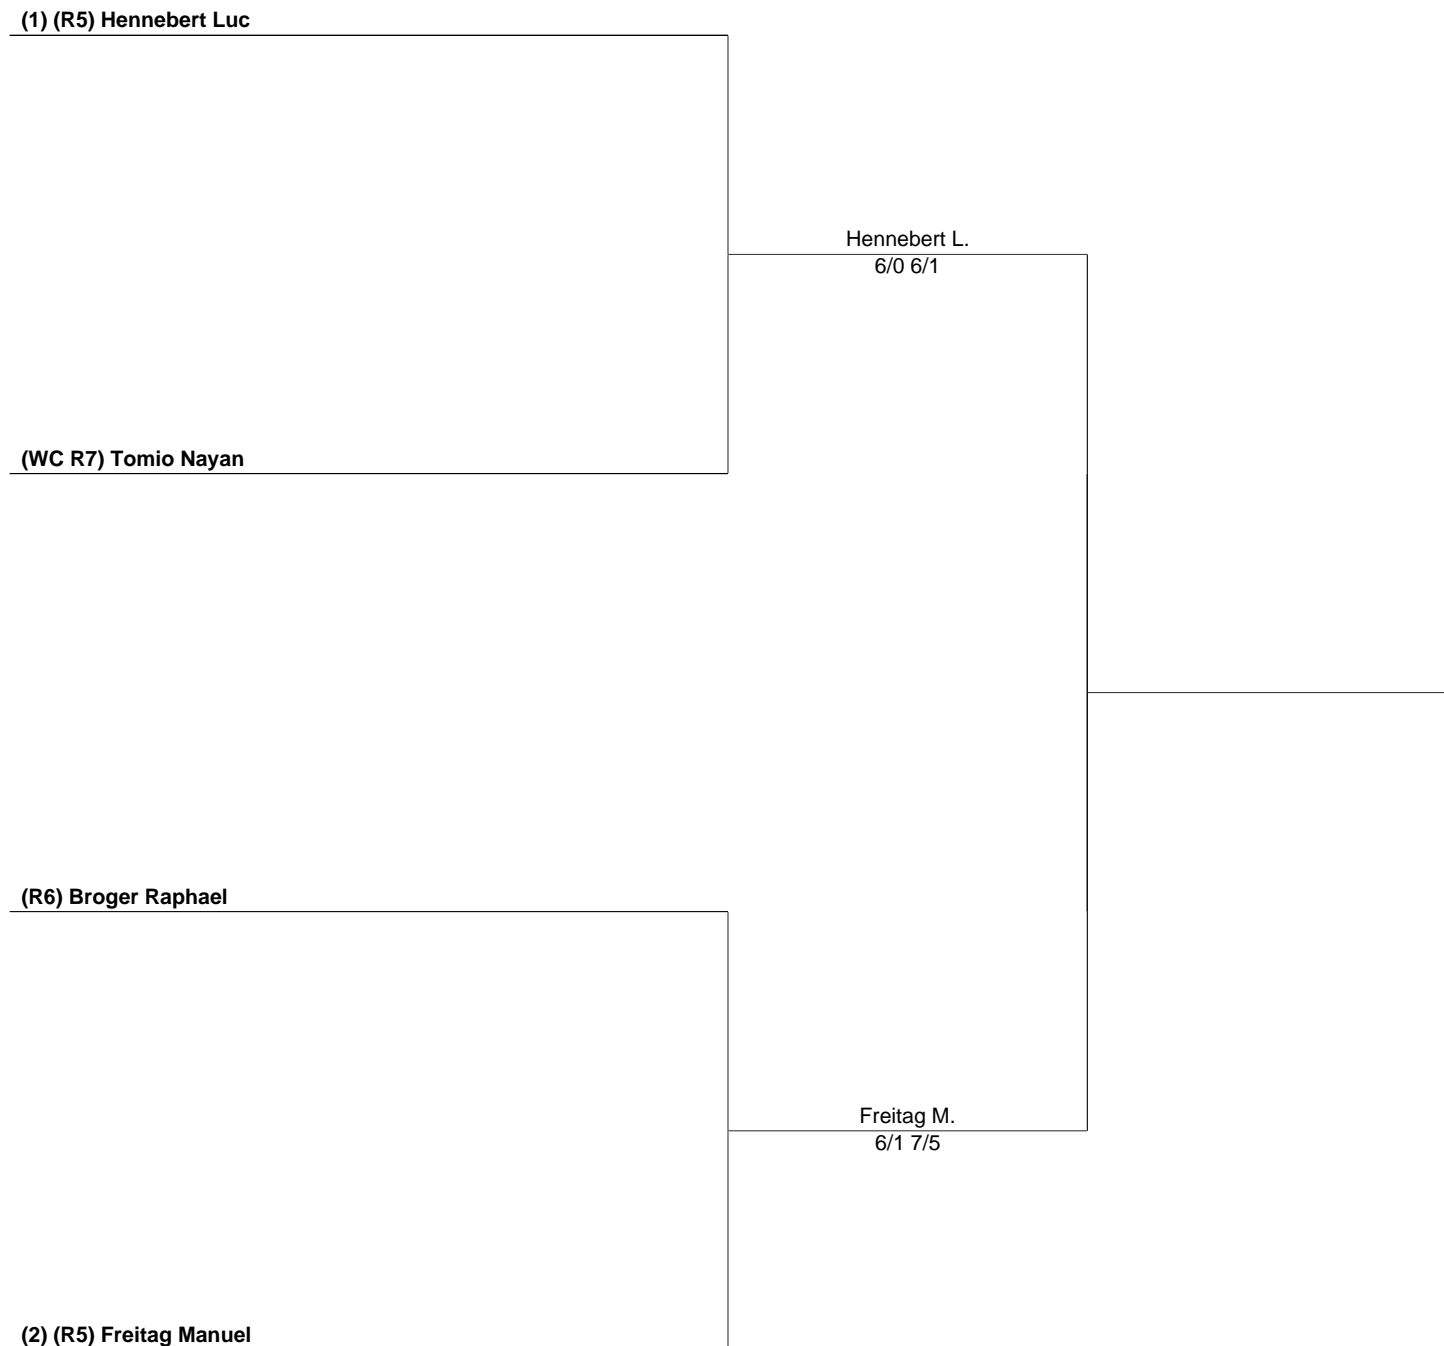 (1) (R5) Hennebert Luc
Hennebert L.
6/0 6/1
(WC R7) Tomio Nayan
(R6) Broger Raphael
Freitag M.
6/1 7/5
(2) (R5) Freitag Manuel